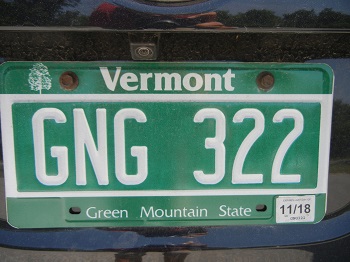 Vermont
GNG 322
Green Mountain State
11/18